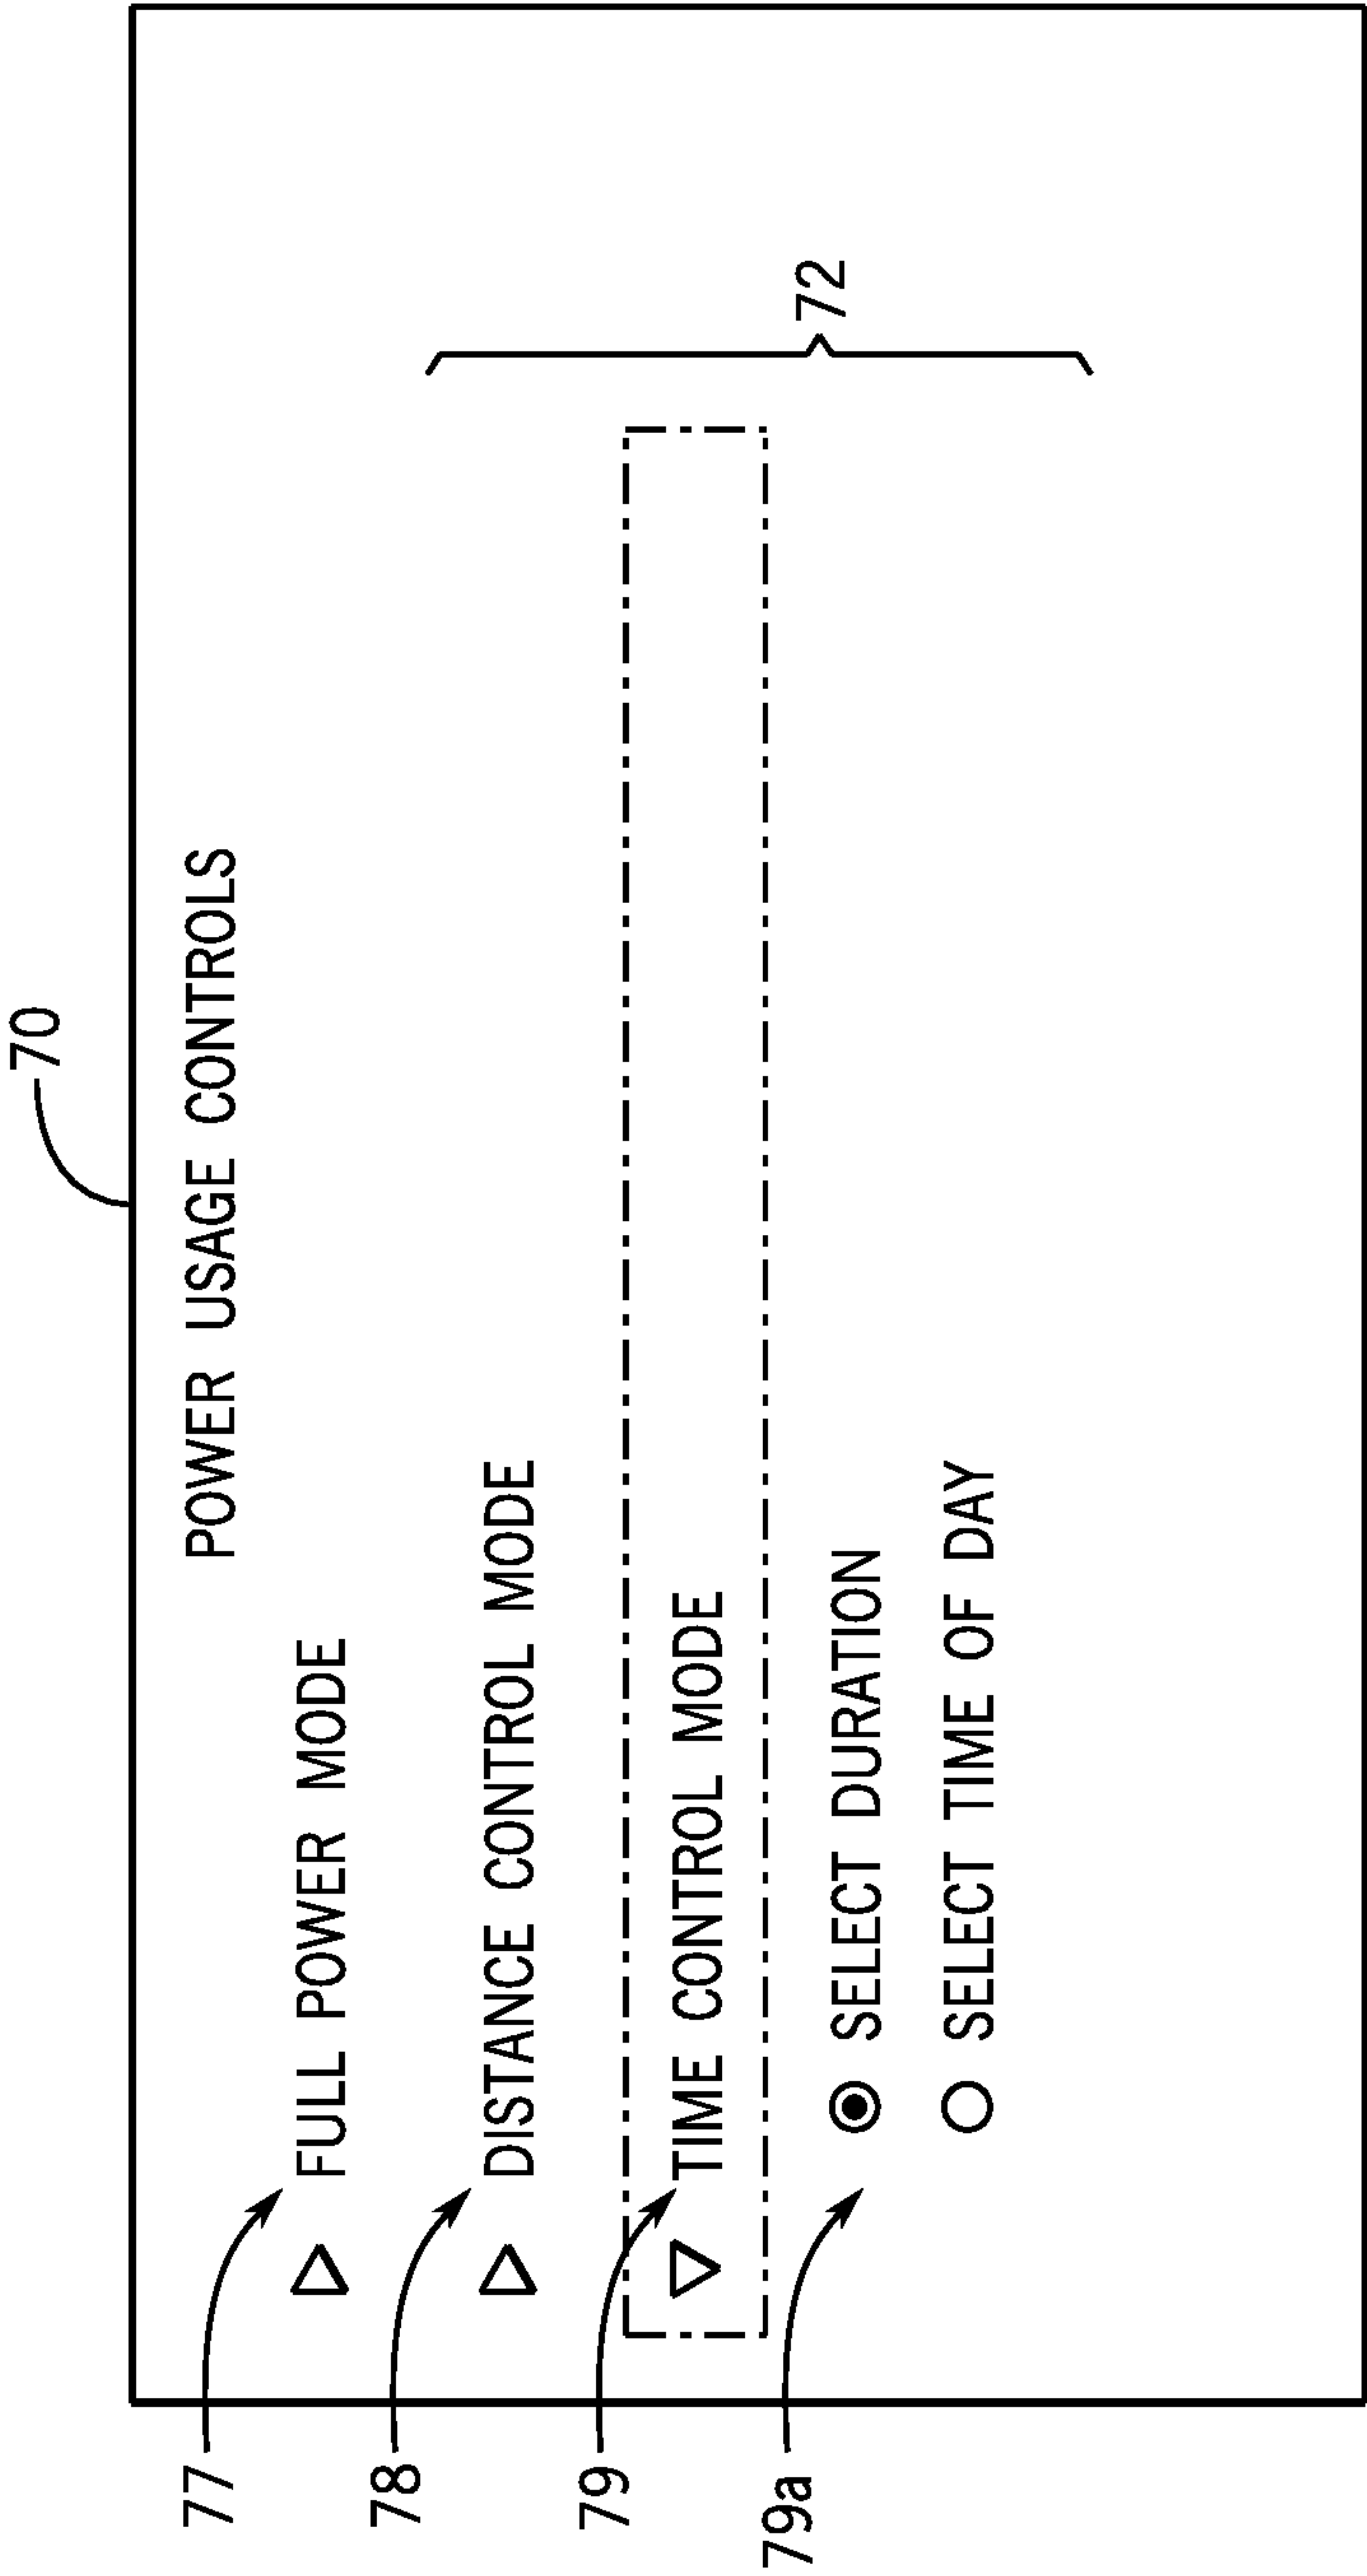 70
POWER USAGE CONTROLS
77
FULL POWER MODE
78
DISTANCE CONTROL MODE
79
TIME CONTROL MODE
72
79a
SELECT DURATION
SELECT TIME OF DAY